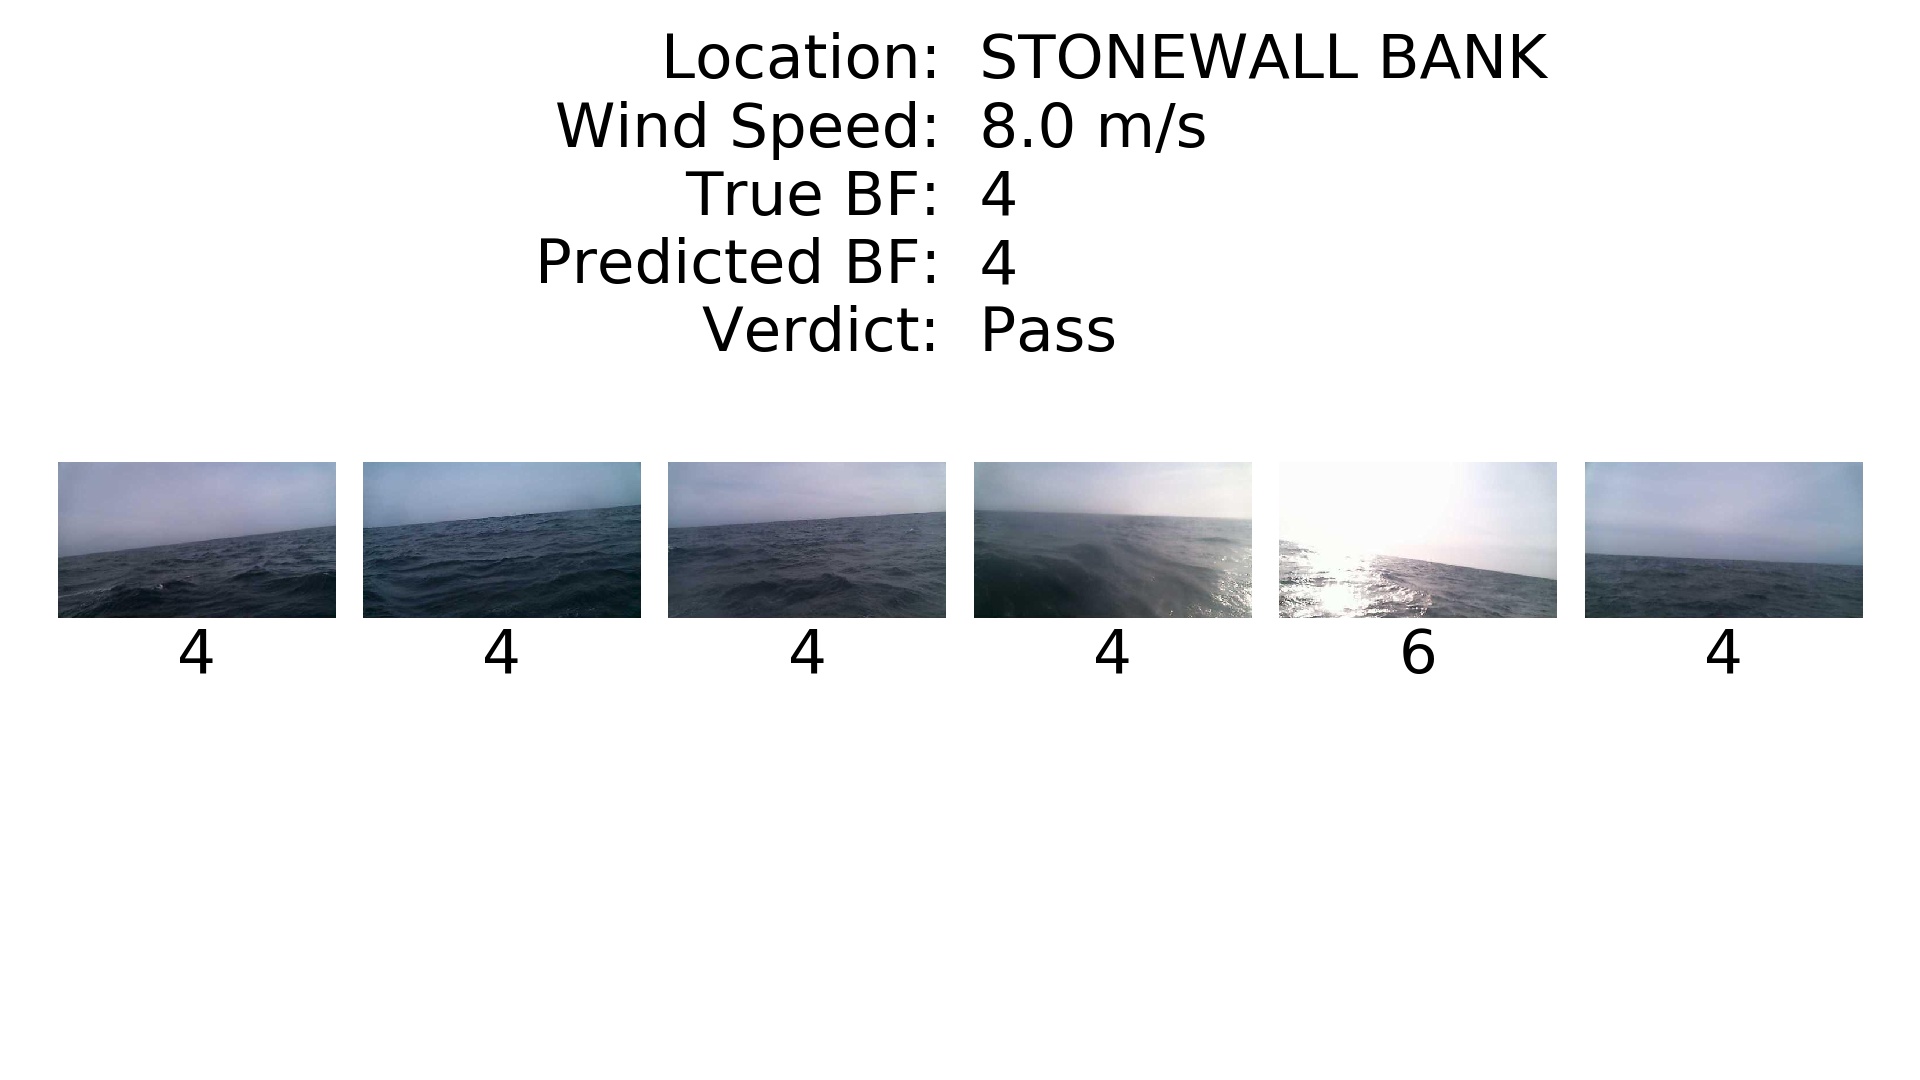 Location: STONEWALL BANK
Wind Speed: 8.0 m/s
True BF: 4
Predicted BF: 4
Verdict: Pass
4 4 4 4 6 4